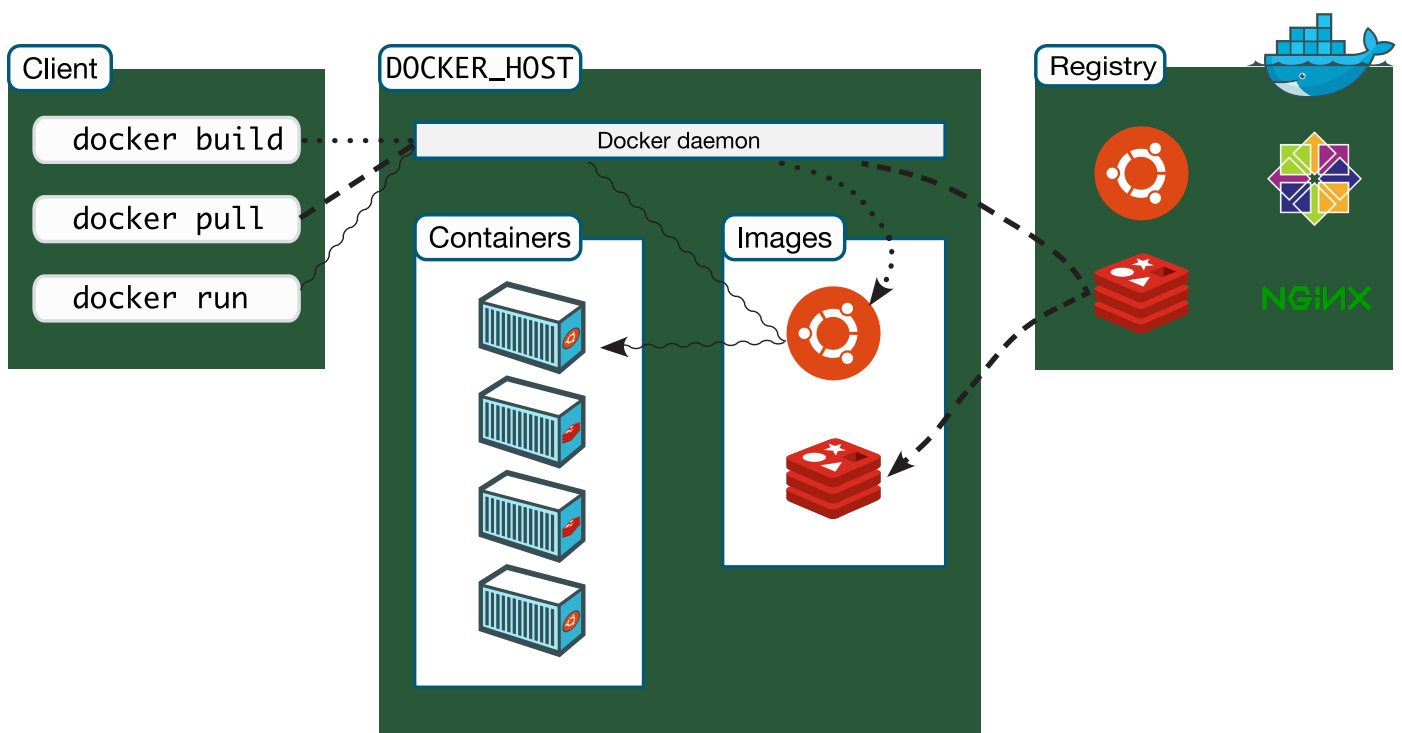 Client
docker build
docker pull
docker run
DOCKER_HOST
Docker daemon
Containers
Images
Registry
NGiNX